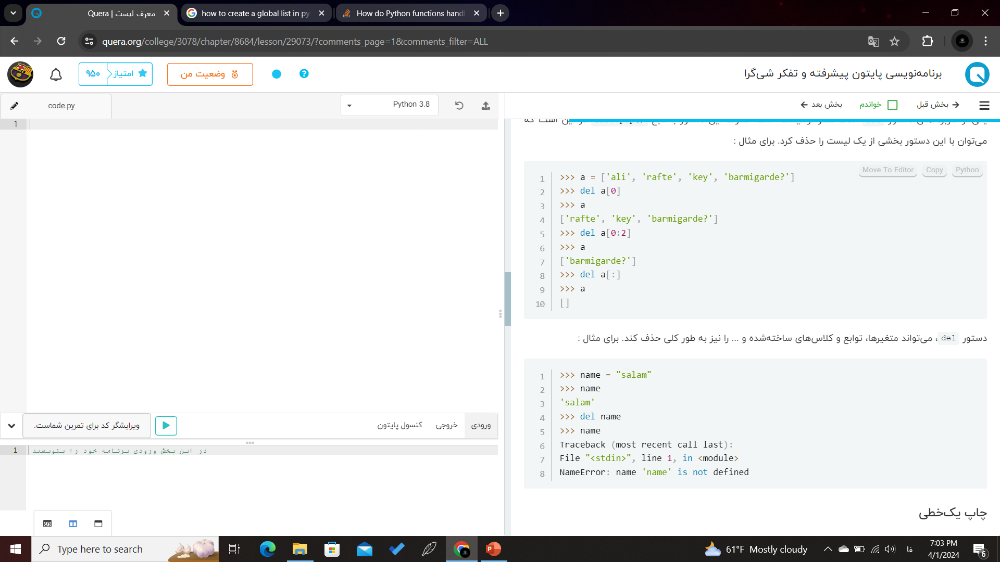 Quera | معرف لیست
how to create a global list in py
How do Python functions handl
quera.org/college/3078/chapter/8684/lesson/29073/?comments_page=1&comments_filter=ALL
برنامه‌نویسی پایتون پیشرفته و تفکر شی‌گرا
وضعیت من
امتیاز ۹۵۰
code.py
Python 3.8
بخش قبل
خواندم
بخش بعد
1
می‌توان با این دستور بخشی از یک لیست را حذف کرد. برای مثال :
Move To Editor Copy Python
1 >>> a = ['ali', 'rafte', 'key', 'barmigarde?']
2 >>> del a[0]
3 >>> a
4 ['rafte', 'key', 'barmigarde?']
5 >>> del a[0:2]
6 >>> a
7 ['barmigarde?']
8 >>> del a[:]
9 >>> a
10 []
دستور del، می‌تواند متغیرها، توابع و کلاس‌های ساخته‌شده و ... را نیز به طور کلی حذف کند. برای مثال :
1 >>> name = "salam"
2 >>> name
3 'salam'
4 >>> del name
5 >>> name
6 Traceback (most recent call last):
7 File "<stdin>", line 1, in <module>
8 NameError: name 'name' is not defined
چاپ یک‌خطی
ورودی
خروجی
کنسول پایتون
ویرایشگر کد برای تمرین شماست.
1 در این بخش ورودی برنامه خود را بنویسید
Type here to search
61°F Mostly cloudy
فا
7:03 PM
4/1/2024
6